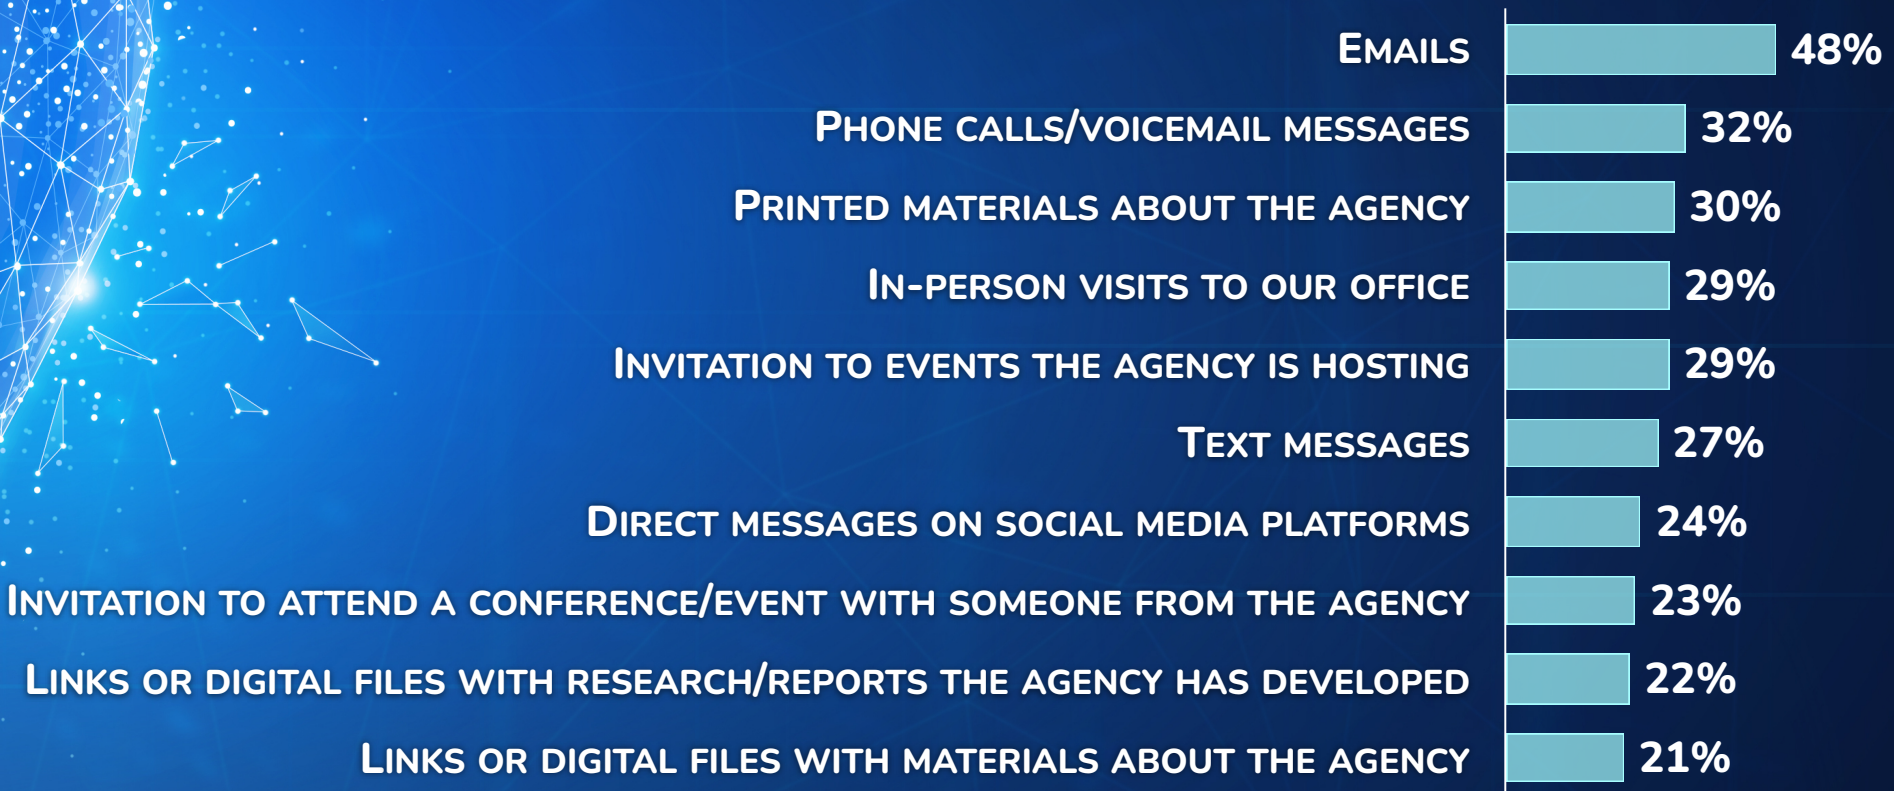 Emails 48%
Phone calls/voicemail messages 32%
Printed materials about the agency 30%
In-person visits to our office 29%
Invitation to events the agency is hosting 29%
Text messages 27%
Direct messages on social media platforms 24%
Invitation to attend a conference/event with someone from the agency 23%
Links or digital files with research/reports the agency has developed 22%
Links or digital files with materials about the agency 21%